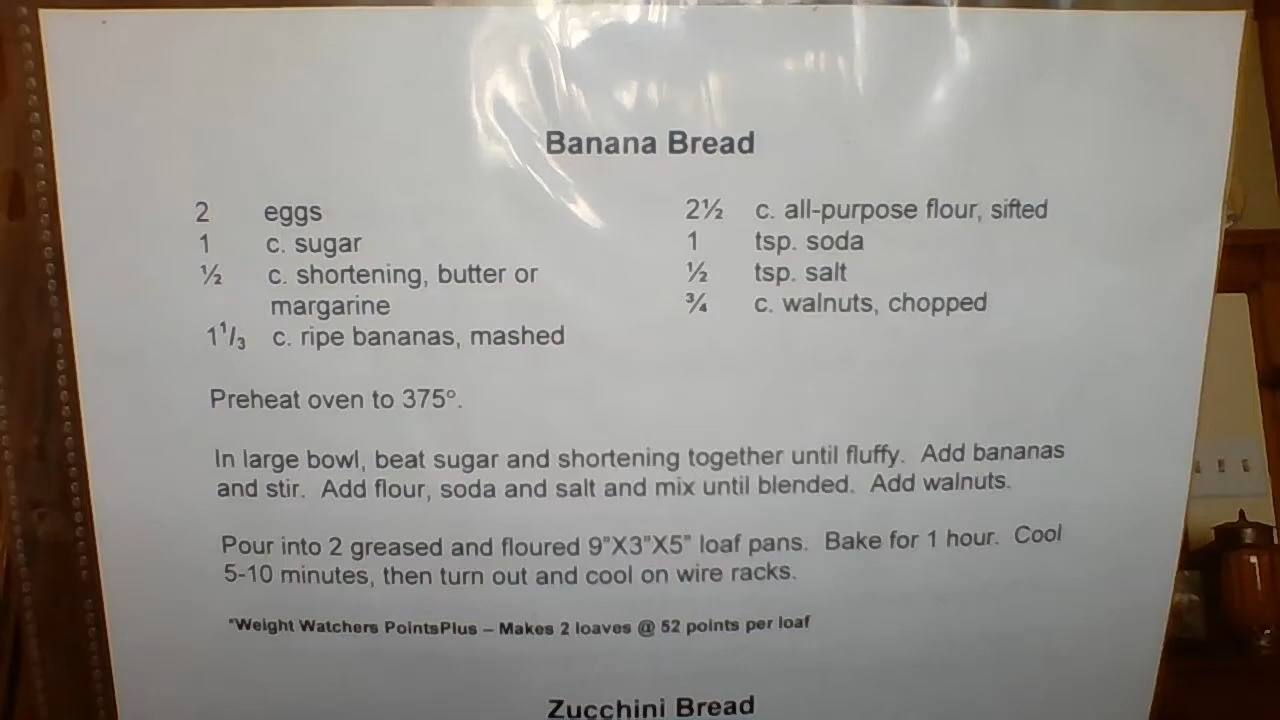 Banana Bread
2 eggs
1 c. sugar
½ c. shortening, butter or
margarine
1 1/3 c. ripe bananas, mashed
2½ c. all-purpose flour, sifted
1 tsp. soda
½ tsp. salt
¾ c. walnuts, chopped
Preheat oven to 375°.
In large bowl, beat sugar and shortening together until fluffy. Add bananas
and stir. Add flour, soda and salt and mix until blended. Add walnuts.
Pour into 2 greased and floured 9"X3"X5" loaf pans. Bake for 1 hour. Cool
5-10 minutes, then turn out and cool on wire racks.
*Weight Watchers PointsPlus – Makes 2 loaves @ 52 points per loaf
Zucchini Bread